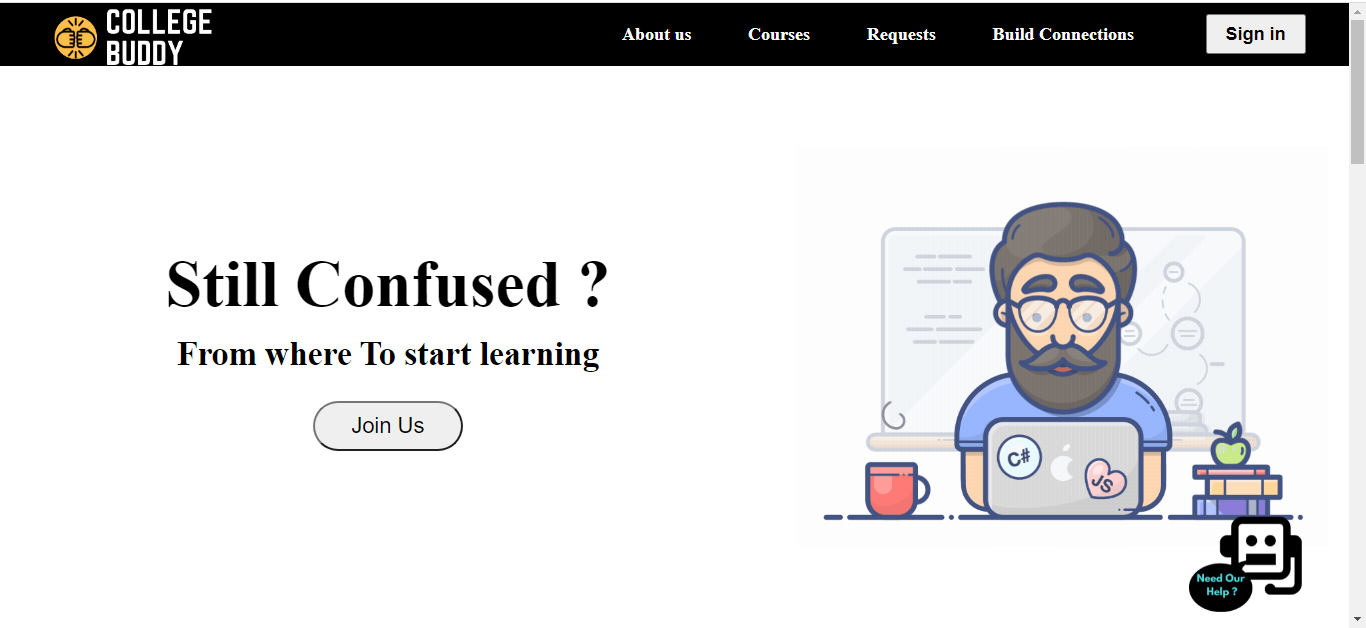 COLLEGE
BUDDY
About us
Courses
Requests
Build Connections
Sign in
Still Confused ?
From where To start learning
Join Us
C#
JS
Need Our
Help ?